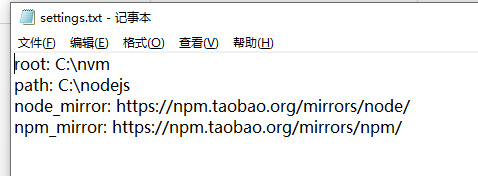 settings.txt - 记事本
文件(F) 编辑(E) 格式(O) 查看(V) 帮助(H)
root: C:\nvm
path: C:\nodejs
node_mirror: https://npm.taobao.org/mirrors/node/
npm_mirror: https://npm.taobao.org/mirrors/npm/